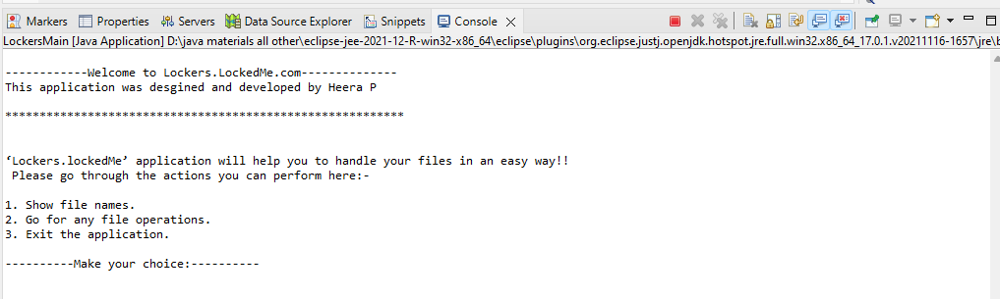 Markers Properties Servers Data Source Explorer Snippets Console
LockersMain [Java Application] D:\java materials all other\eclipse-jee-2021-12-R-win32-x86_64\eclipse\plugins\org.eclipse.justj.openjdk.hotspot.jre.full.win32.x86_64_17.0.1.v20211116-1657\jre\b
------------Welcome to Lockers.LockedMe.com--------------
This application was desgined and developed by Heera P
**********************************************************
‘Lockers.lockedMe’ application will help you to handle your files in an easy way!!
Please go through the actions you can perform here:-
1. Show file names.
2. Go for any file operations.
3. Exit the application.
----------Make your choice:----------